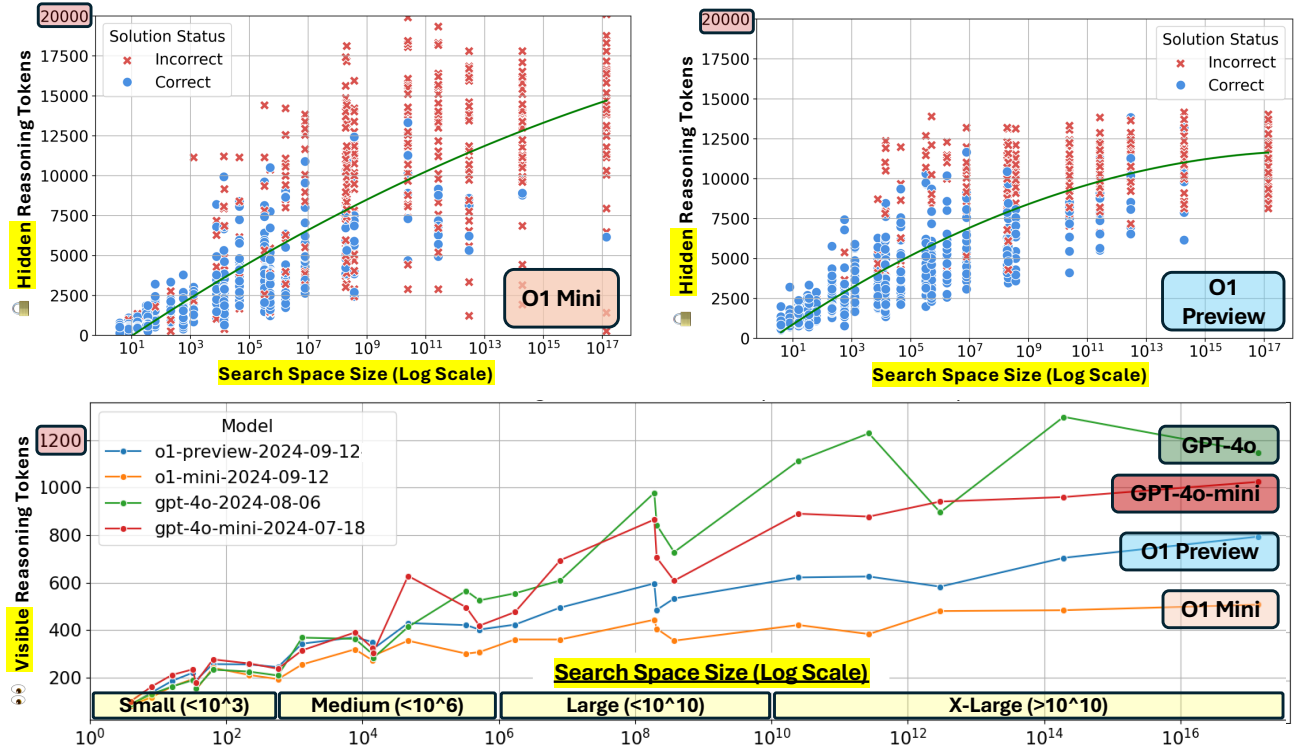 20000
17500
15000
12500
10000
7500
5000
2500
0
Hidden Reasoning Tokens
Solution Status
Incorrect
Correct
O1 Mini
10^1 10^3 10^5 10^7 10^9 10^11 10^13 10^15 10^17
Search Space Size (Log Scale)
20000
17500
15000
12500
10000
7500
5000
2500
0
Hidden Reasoning Tokens
Solution Status
Incorrect
Correct
O1
Preview
10^1 10^3 10^5 10^7 10^9 10^11 10^13 10^15 10^17
Search Space Size (Log Scale)
1200
1000
800
600
400
200
Visible Reasoning Tokens
Model
o1-preview-2024-09-12
o1-mini-2024-09-12
gpt-4o-2024-08-06
gpt-4o-mini-2024-07-18
GPT-4o
GPT-4o-mini
O1 Preview
O1 Mini
Search Space Size (Log Scale)
Small (<10^3) Medium (<10^6) Large (<10^10) X-Large (>10^10)
10^0 10^2 10^4 10^6 10^8 10^10 10^12 10^14 10^16